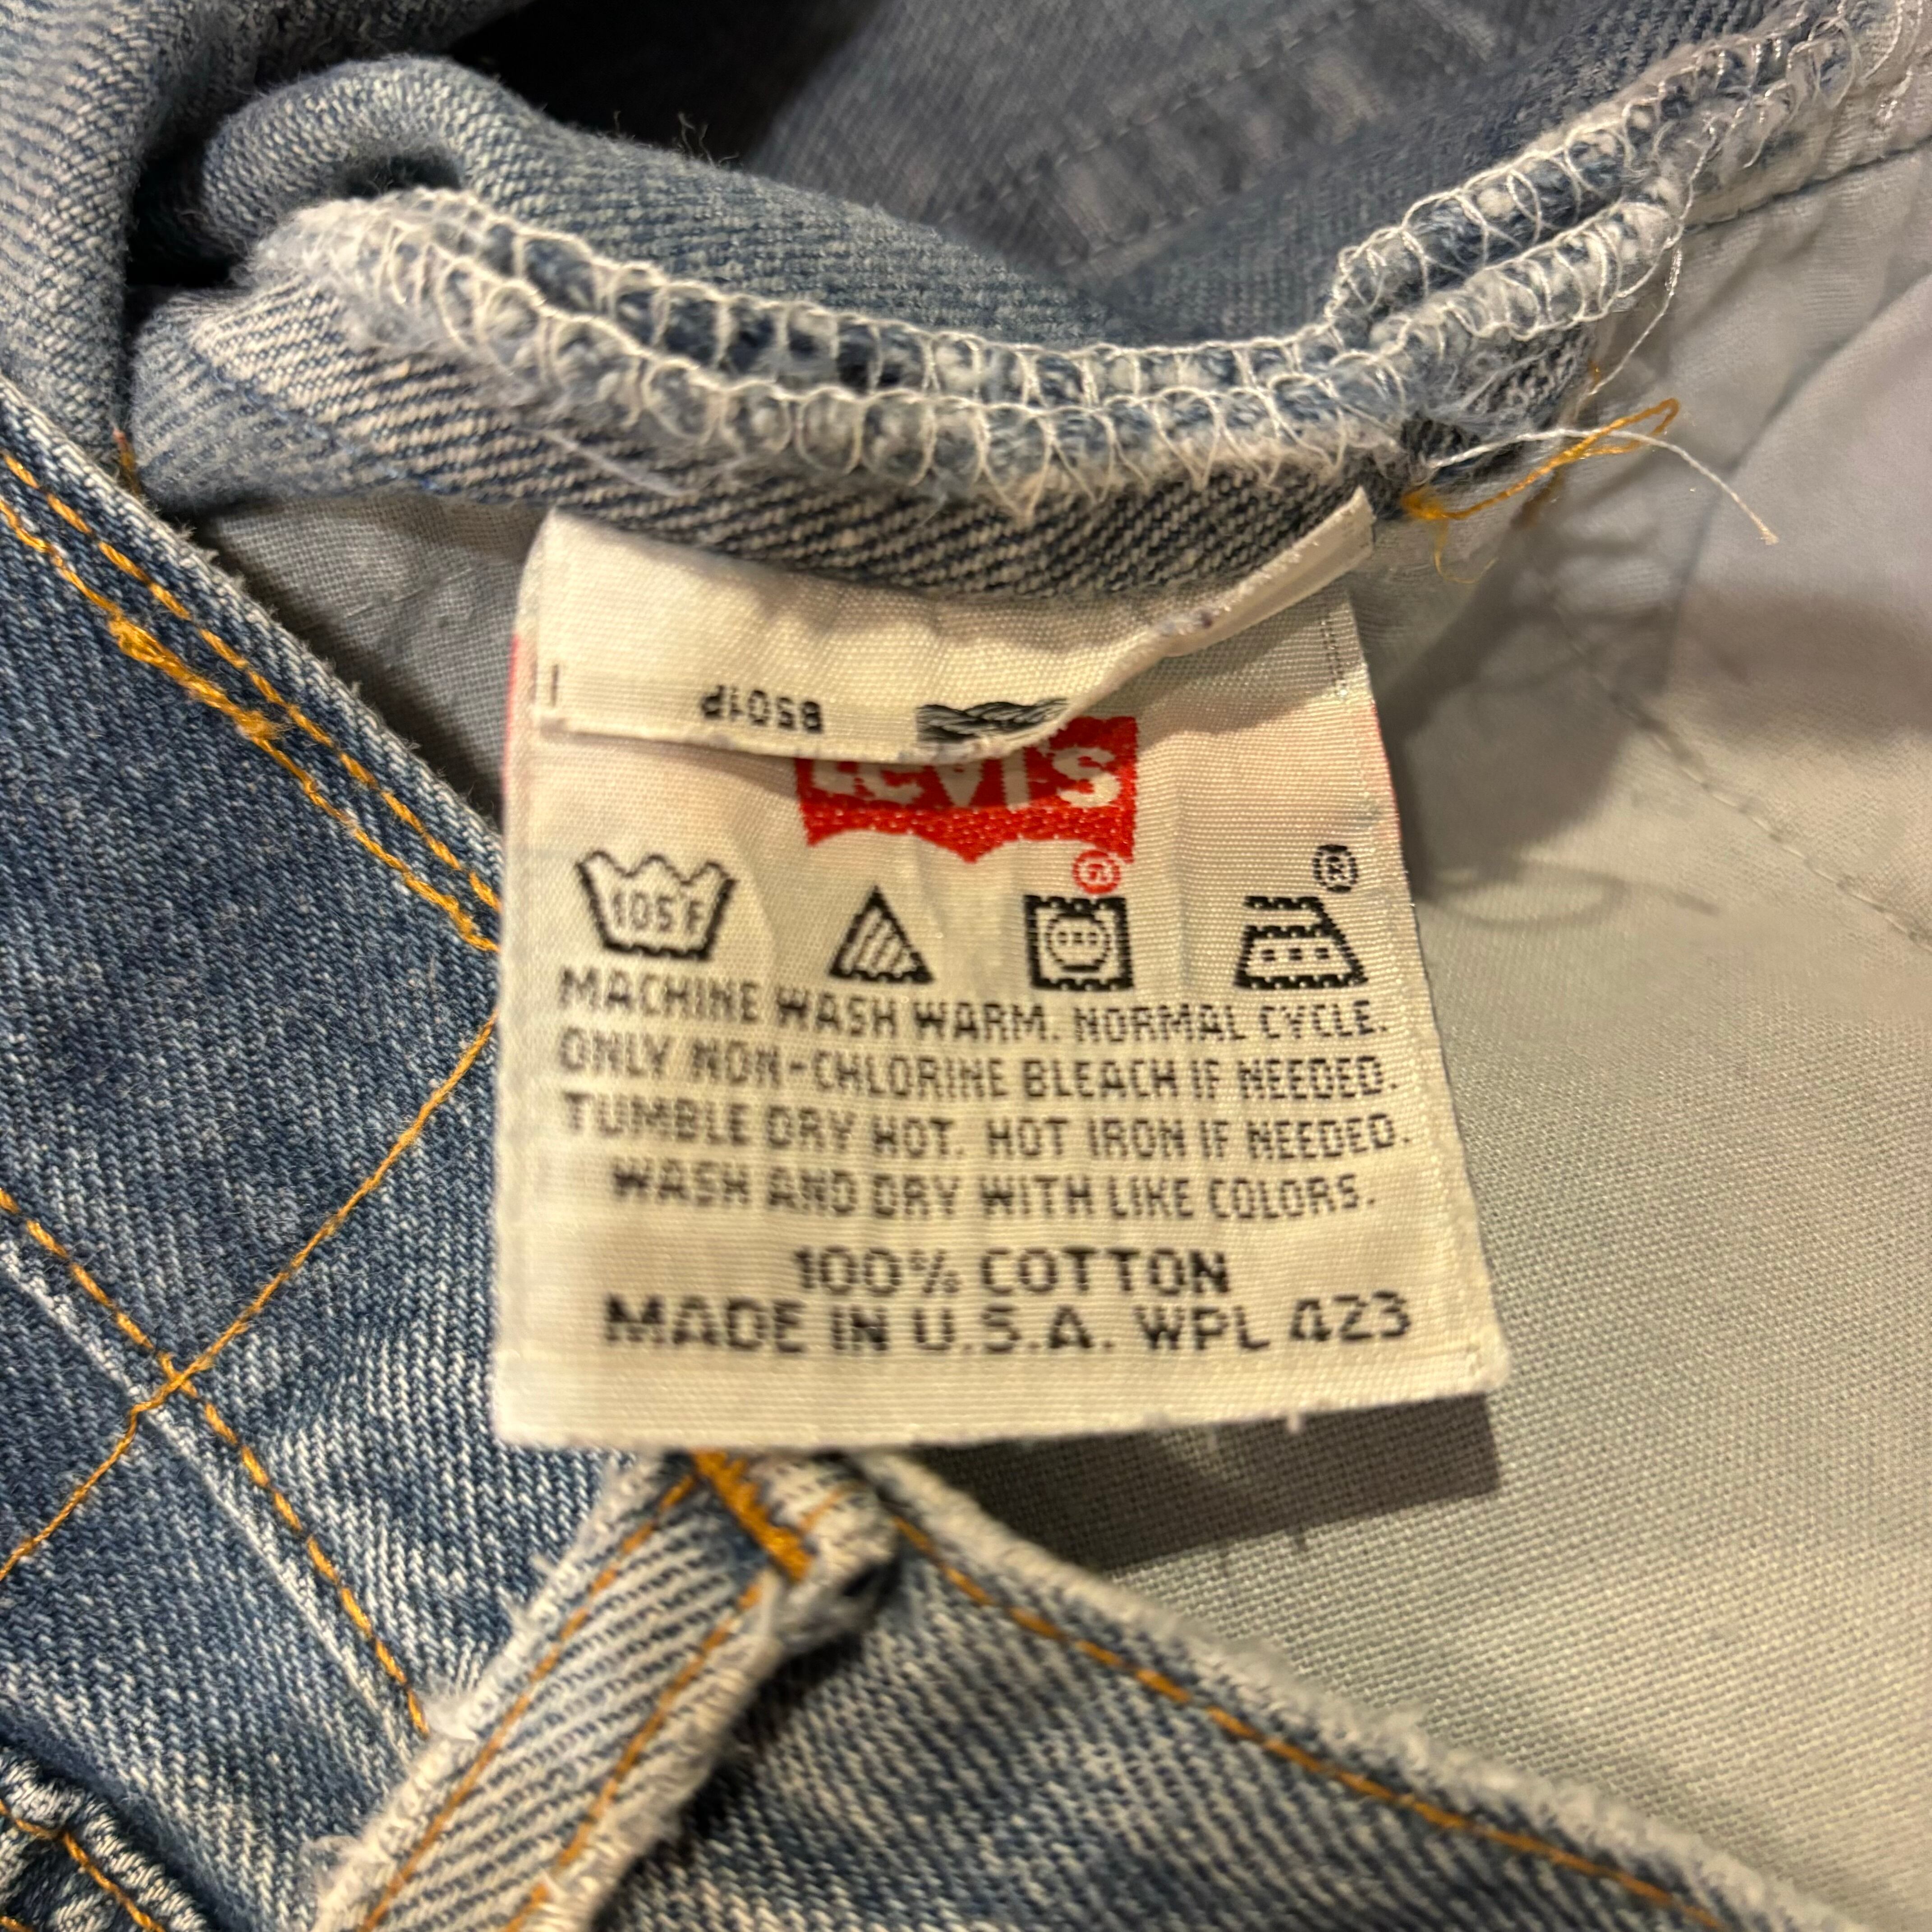 BS01P
Levi's
®
®
105 F
MACHINE WASH WARM. NORMAL CYCLE.
ONLY NON-CHLORINE BLEACH IF NEEDED.
TUMBLE DRY HOT. HOT IRON IF NEEDED.
WASH AND DRY WITH LIKE COLORS.
100% COTTON
MADE IN U.S.A. WPL 423